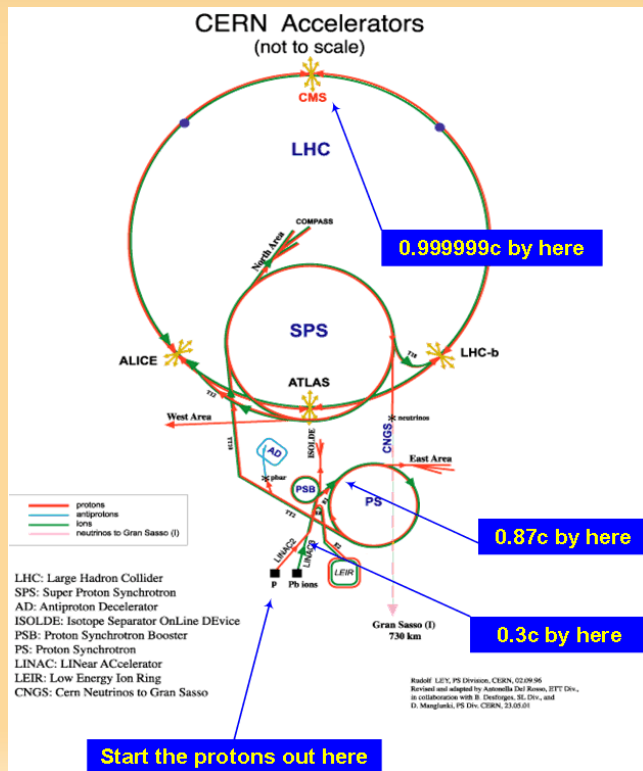 CERN Accelerators
(not to scale)
CMS
LHC
COMPASS
North Area
0.999999c by here
SPS
TI8
ALICE
ATLAS
LHC-b
TI2
West Area
neutrinos
CNGS
TT10
ISOLDE
East Area
AD
pbar
PSB
PS
TT2
E2
LINAC2
LINAC3
LEIR
p
Pb ions
protons
antiprotons
ions
neutrinos to Gran Sasso (I)
0.87c by here
LHC: Large Hadron Collider
SPS: Super Proton Synchrotron
AD: Antiproton Decelerator
ISOLDE: Isotope Separator OnLine DEvice
PSB: Proton Synchrotron Booster
PS: Proton Synchrotron
LINAC: LINear ACcelerator
LEIR: Low Energy Ion Ring
CNGS: Cern Neutrinos to Gran Sasso
Gran Sasso (I)
730 km
0.3c by here
Rudolf LEY, PS Division, CERN, 02.09.96
Revised and adapted by Antonella Del Rosso, ETT Div.,
in collaboration with B. Desforges, SL Div., and
D. Manglunki, PS Div. CERN, 23.05.01
Start the protons out here